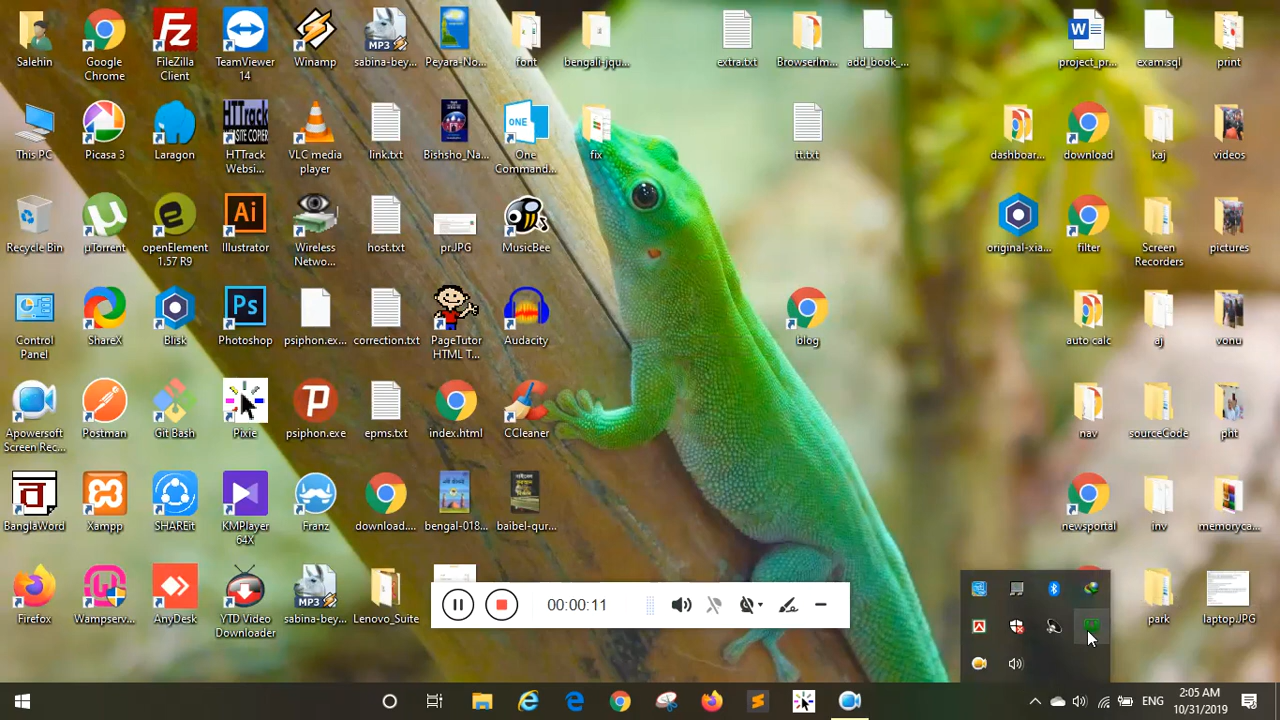 Salehin
Google
Chrome
FileZilla
Client
TeamViewer
14
Winamp
sabina-bey...
Peyara-No...
font
bengali-jqu...
extra.txt
BrowserIm...
add_book_...
project_pr...
exam.sql
print
This PC
Picasa 3
Laragon
HTTrack
Websi...
VLC media
player
link.txt
Bishsho_Na...
One
Command...
fix
tt.txt
dashboar...
download
kaj
videos
Recycle Bin
µTorrent
openElement
1.57 R9
Illustrator
Wireless
Netwo...
host.txt
prJPG
MusicBee
original-xia...
filter
Screen
Recorders
pictures
Control
Panel
ShareX
Blisk
Photoshop
psiphon.ex...
correction.txt
PageTutor
HTML T...
Audacity
blog
auto calc
aj
vonu
Apowersoft
Screen Rec...
Postman
Git Bash
Pixie
psiphon.exe
epms.txt
index.html
CCleaner
nav
sourceCode
pht
BanglaWord
Xampp
SHAREit
KMPlayer
64X
Franz
download....
bengal-018...
baibel-qur...
newsportal
inv
memoryca...
Firefox
Wampserv...
AnyDesk
YTD Video
Downloader
sabina-bey...
Lenovo_Suite
00:00:11
park
laptop.JPG
ENG
2:05 AM
10/31/2019